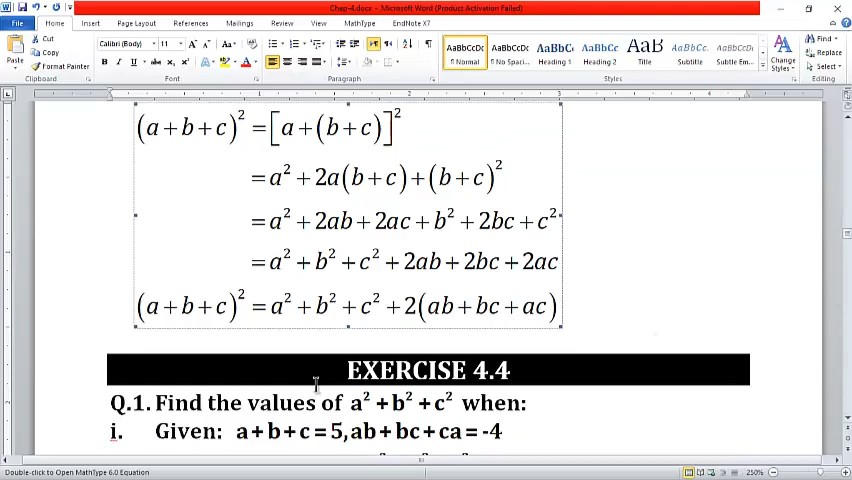 Chap-4.docx - Microsoft Word (Product Activation Failed)
File Home Insert Page Layout References Mailings Review View MathType EndNote X7
Paste Cut Copy Format Painter Clipboard
Calibri (Body) 11 Font
Paragraph
AaBbCcDc AaBbCcDc AaBbCc AaBbCc AaB AaBbCc. AaBbCcDc
¶ Normal ¶ No Spaci... Heading 1 Heading 2 Title Subtitle Subtle Em...
Change Styles Styles
Find Replace Select Editing
1 2 3 4
(a+b+c)² = [a+(b+c)]²
= a² + 2a(b+c) + (b+c)²
= a² + 2ab + 2ac + b² + 2bc + c²
= a² + b² + c² + 2ab + 2bc + 2ac
(a+b+c)² = a² + b² + c² + 2(ab+bc+ac)
EXERCISE 4.4
Q.1. Find the values of a² + b² + c² when:
i. Given: a + b + c = 5, ab + bc + ca = -4
Double-click to Open MathType 6.0 Equation 250%